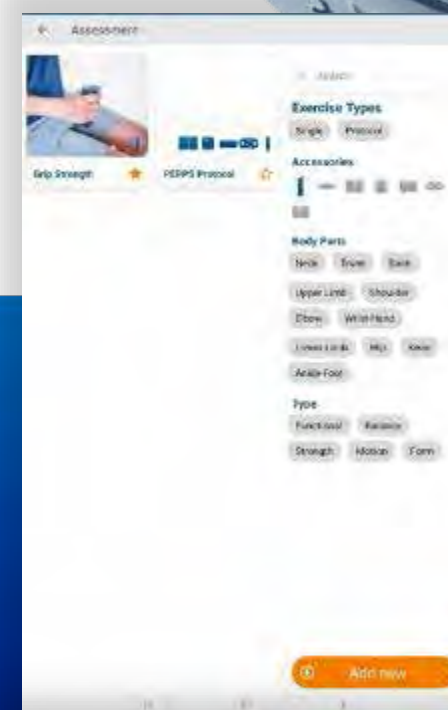 Assessment
Search
Grip Strength
Protocol
Exercise Types
Single Protocol
Accessories
Body Parts
Neck Trunk Back
Upper Limb Shoulder
Elbow Wrist-Hand
Lower Limb Hip Knee
Ankle-Foot
Type
Functional Balance
Strength Motion Form
Add new